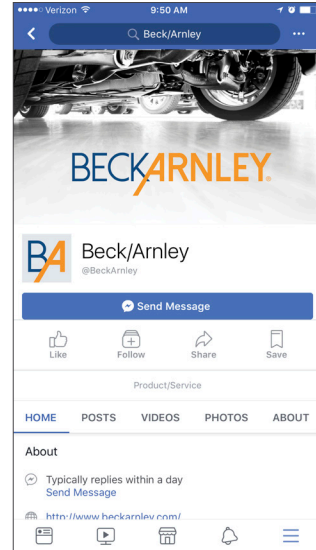 Verizon 9:50 AM
Beck/Arnley
BECKARNLEY.
BA Beck/Arnley
@BeckArnley
Send Message
Like Follow Share Save
Product/Service
HOME POSTS VIDEOS PHOTOS ABOUT
About
Typically replies within a day
Send Message
http://www.beckarnley.com/